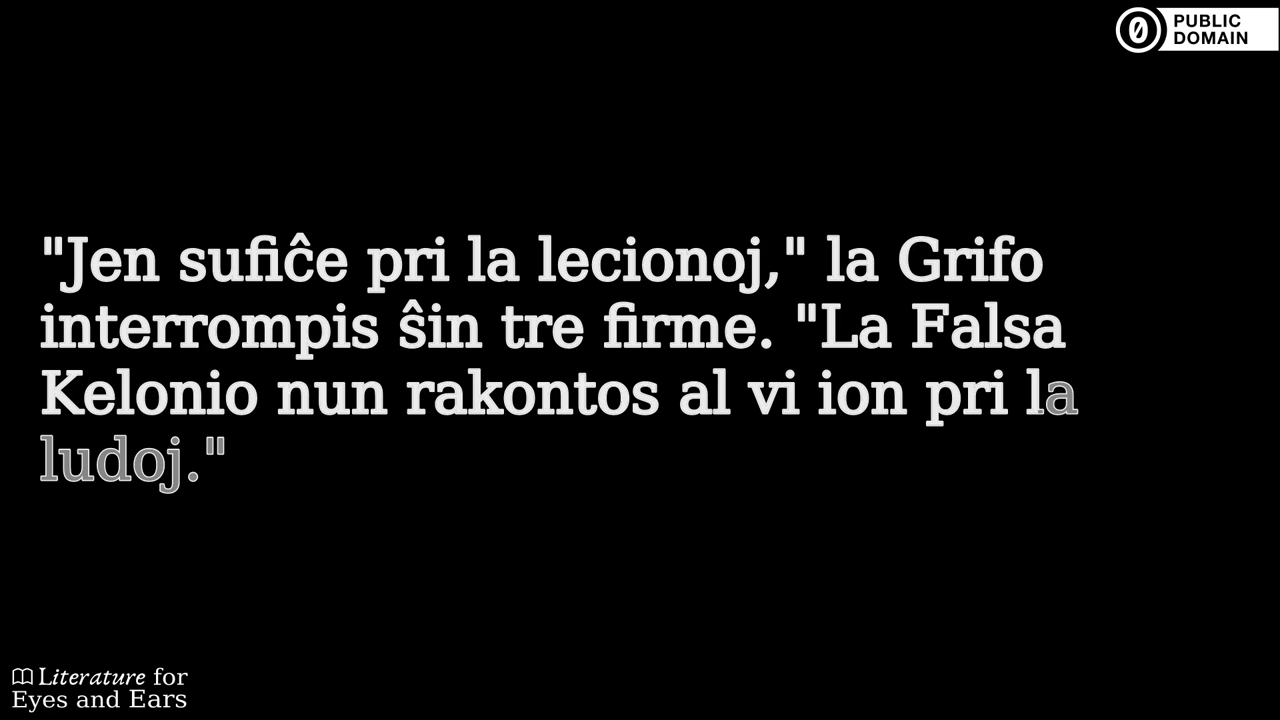 PUBLIC
DOMAIN
"Jen sufiĉe pri la lecionoj," la Grifo
interrompis ŝin tre firme. "La Falsa
Kelonio nun rakontos al vi ion pri la
ludoj."
Literature for
Eyes and Ears